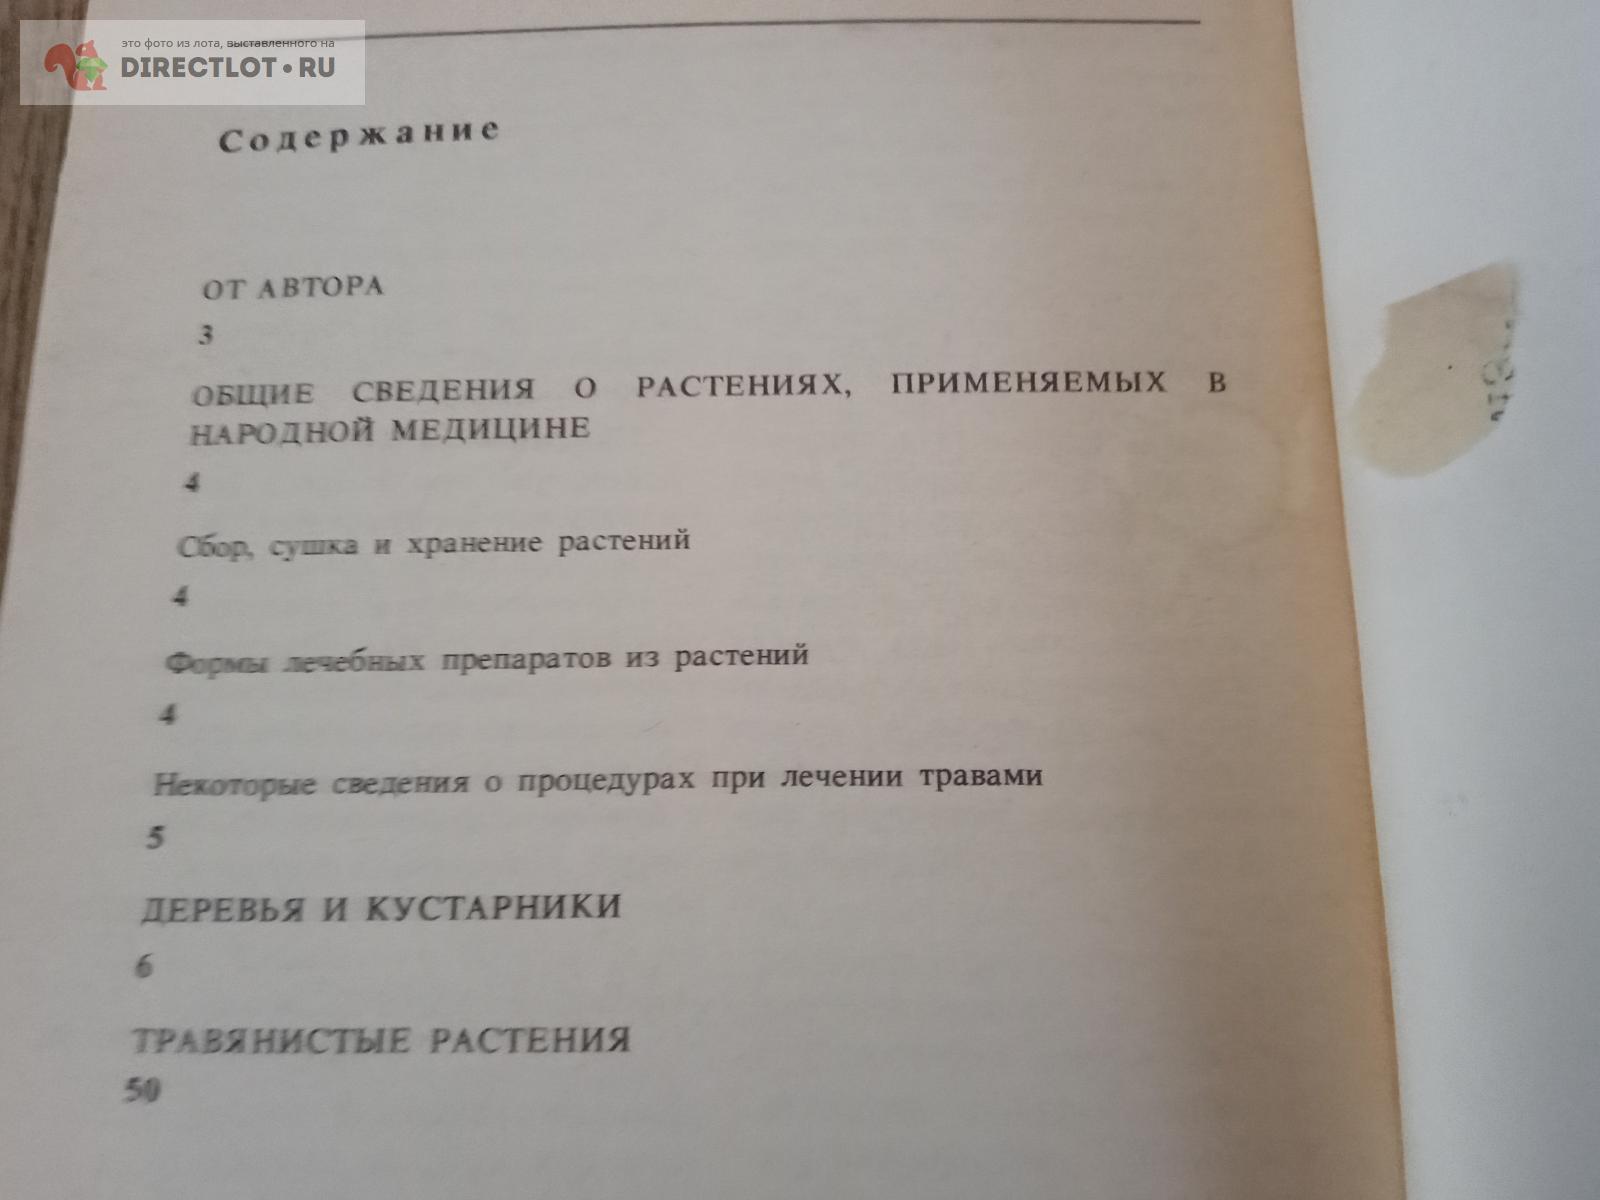 это фото из лота, выставленного на
DIRECTLOT•RU
Содержание
ОТ АВТОРА
3
ОБЩИЕ СВЕДЕНИЯ О РАСТЕНИЯХ, ПРИМЕНЯЕМЫХ В
НАРОДНОЙ МЕДИЦИНЕ
4
Сбор, сушка и хранение растений
4
Формы лечебных препаратов из растений
4
Некоторые сведения о процедурах при лечении травами
5
ДЕРЕВЬЯ И КУСТАРНИКИ
6
ТРАВЯНИСТЫЕ РАСТЕНИЯ
50